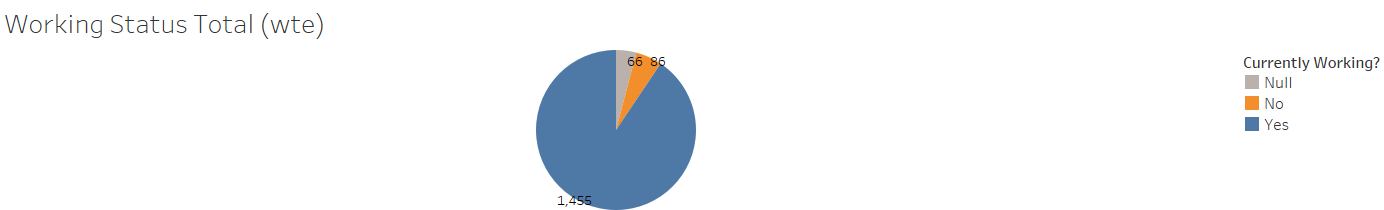 Working Status Total (wte)
66 86
1,455
Currently Working?
Null
No
Yes